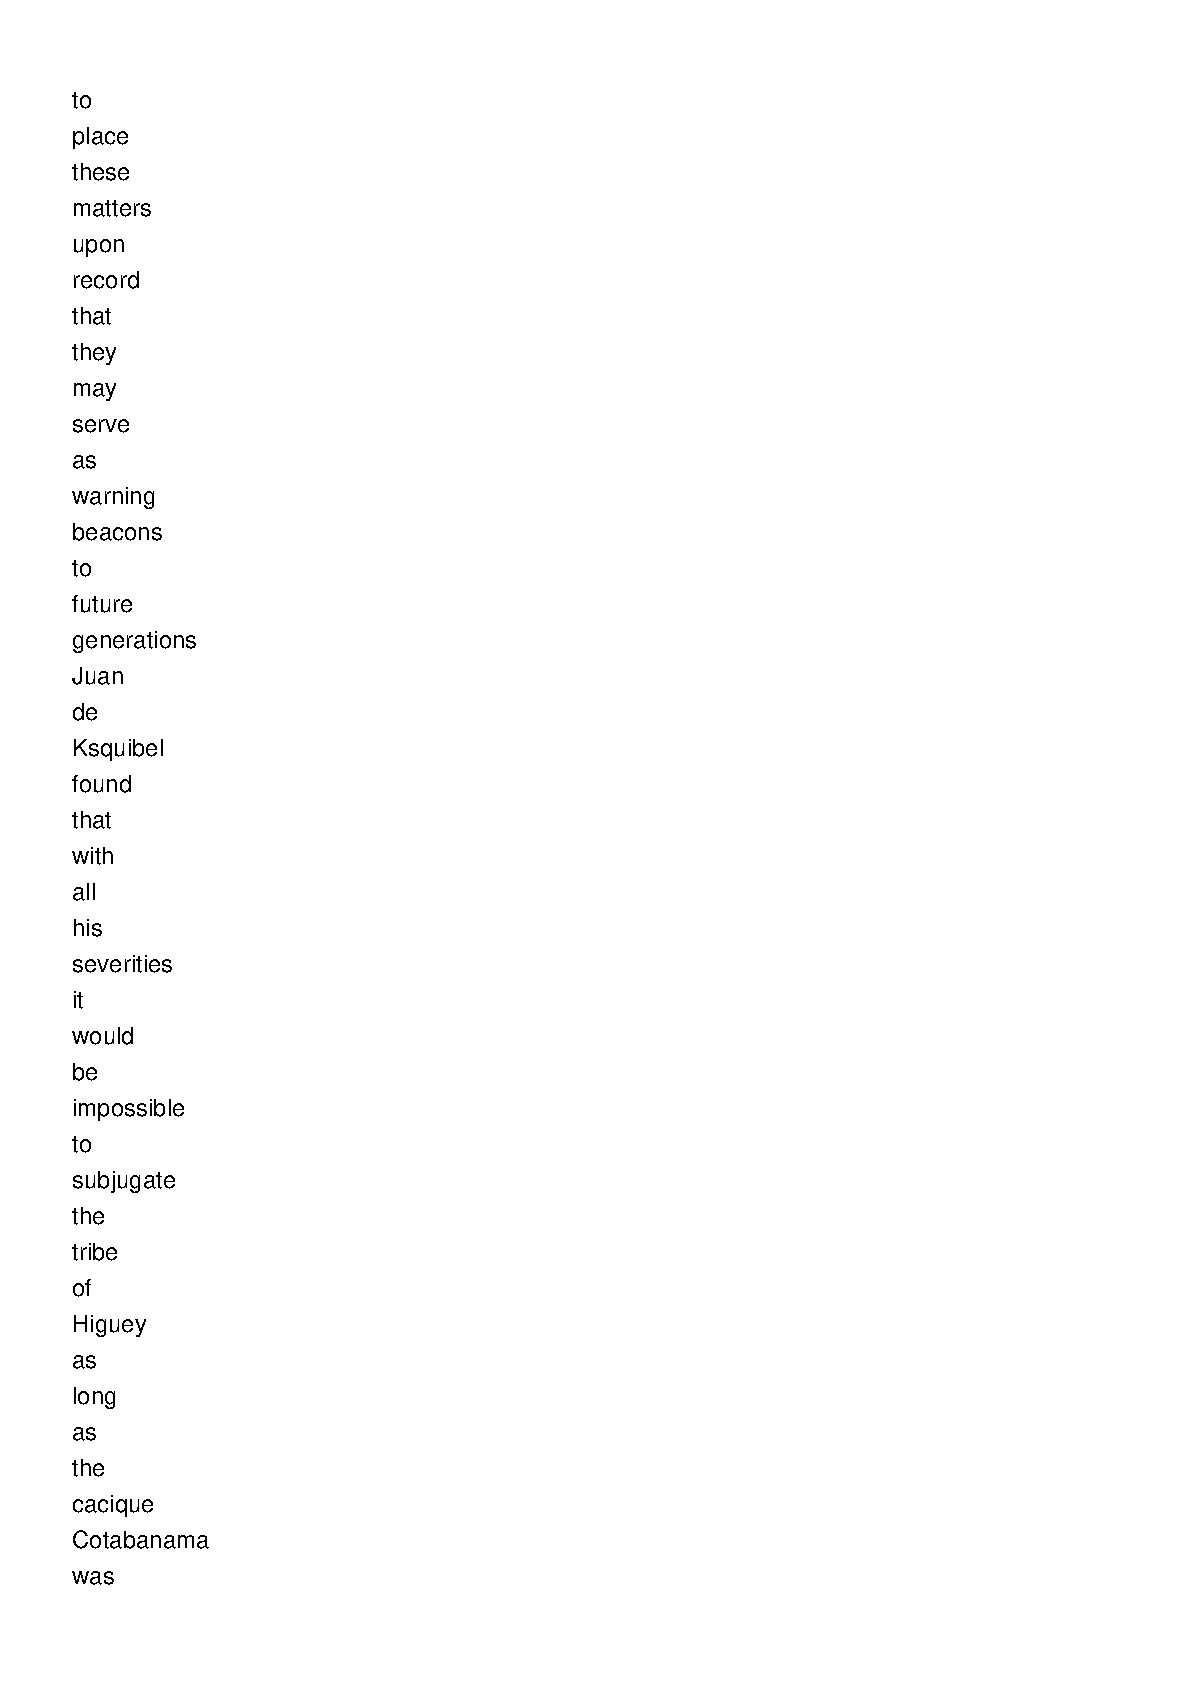 to
place
these
matters
upon
record
that
they
may
serve
as
warning
beacons
to
future
generations
Juan
de
Ksquibel
found
that
with
all
his
severities
it
would
be
impossible
to
subjugate
the
tribe
of
Higuey
as
long
as
the
cacique
Cotabanama
was